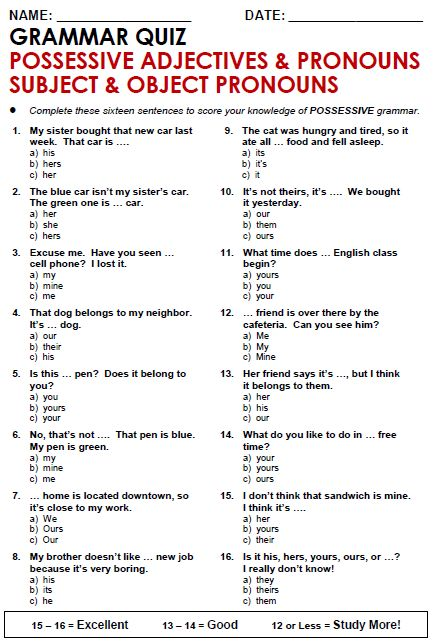 NAME: ________________ DATE: ________________
GRAMMAR QUIZ
POSSESSIVE ADJECTIVES & PRONOUNS
SUBJECT & OBJECT PRONOUNS
● Complete these sixteen sentences to score your knowledge of POSSESSIVE grammar.
1. My sister bought that new car last
week. That car is ….
a) his
b) hers
c) her
2. The blue car isn’t my sister’s car.
The green one is … car.
a) her
b) she
c) hers
3. Excuse me. Have you seen …
cell phone? I lost it.
a) my
b) mine
c) me
4. That dog belongs to my neighbor.
It’s … dog.
a) our
b) their
c) his
5. Is this … pen? Does it belong to
you?
a) you
b) yours
c) your
6. No, that’s not …. That pen is blue.
My pen is green.
a) my
b) mine
c) me
7. … home is located downtown, so
it’s close to my work.
a) We
b) Ours
c) Our
8. My brother doesn’t like … new job
because it’s very boring.
a) his
b) its
c) he
9. The cat was hungry and tired, so it
ate all … food and fell asleep.
a) its
b) it’s
c) it
10. It’s not theirs, it’s …. We bought
it yesterday.
a) our
b) them
c) ours
11. What time does … English class
begin?
a) yours
b) you
c) your
12. … friend is over there by the
cafeteria. Can you see him?
a) Me
b) My
c) Mine
13. Her friend says it’s …, but I think
it belongs to them.
a) her
b) his
c) our
14. What do you like to do in … free
time?
a) your
b) yours
c) ours
15. I don’t think that sandwich is mine.
I think it’s ….
a) her
b) yours
c) my
16. Is it his, hers, yours, ours, or …?
I really don’t know!
a) they
b) theirs
c) them
15 – 16 = Excellent 13 – 14 = Good 12 or Less = Study More!